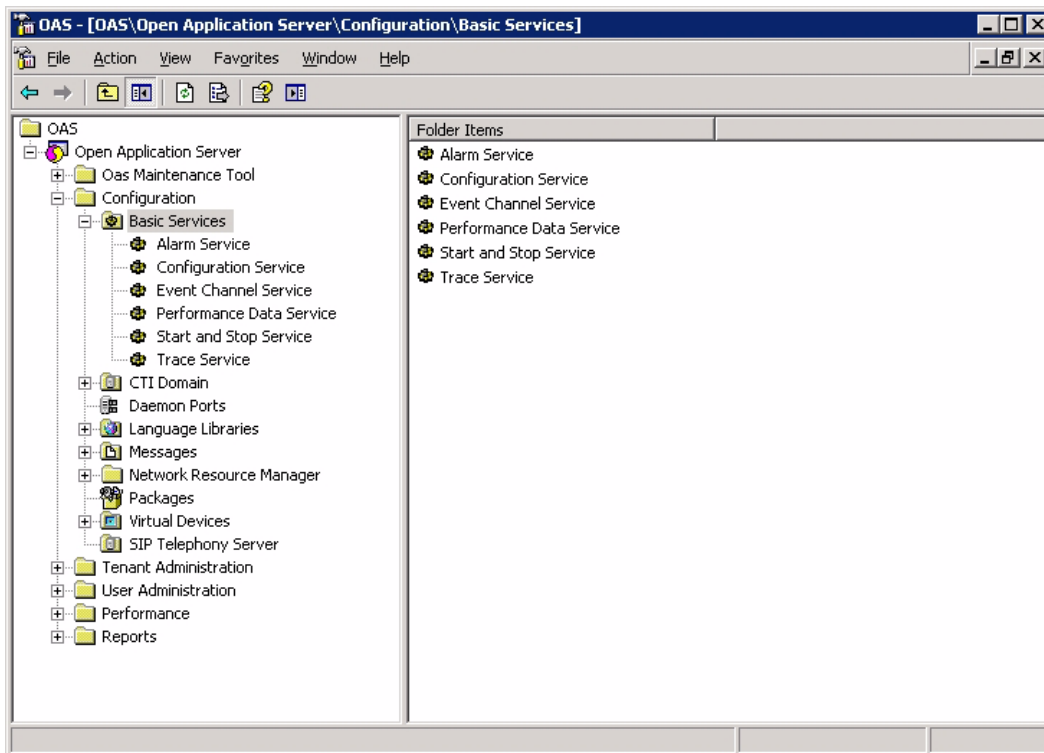 OAS - [OAS\Open Application Server\Configuration\Basic Services]
File Action View Favorites Window Help
OAS
Open Application Server
Oas Maintenance Tool
Configuration
Basic Services
Alarm Service
Configuration Service
Event Channel Service
Performance Data Service
Start and Stop Service
Trace Service
CTI Domain
Daemon Ports
Language Libraries
Messages
Network Resource Manager
Packages
Virtual Devices
SIP Telephony Server
Tenant Administration
User Administration
Performance
Reports
Folder Items
Alarm Service
Configuration Service
Event Channel Service
Performance Data Service
Start and Stop Service
Trace Service